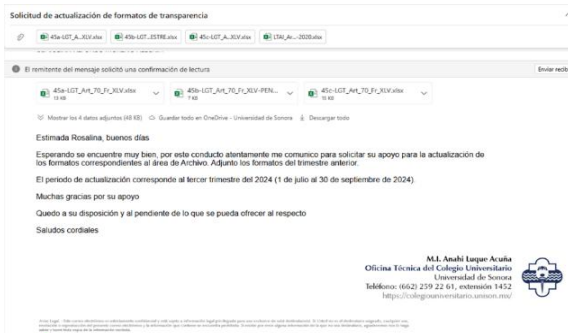 Solicitud de actualización de formatos de transparencia
45a-LGT_A...XLV.xlsx
45b-LGT...ESTRE.xlsx
45c-LGT_A...XLV.xlsx
LTAI_Ar...-2020.xlsx
El remitente del mensaje solicitó una confirmación de lectura
Enviar recib
45a-LGT_Art_70_Fr_XLV.xlsx
13 KB
45b-LGT_Art_70_Fr_XLV-PEN...
7 KB
45c-LGT_Art_70_Fr_XLV.xlsx
Mostrar los 4 datos adjuntos (48 KB) Guardar todo en OneDrive - Universidad de Sonora Descargar todo
Estimada Rosalina, buenos días
Esperando se encuentre muy bien, por este conducto atentamente me comunico para solicitar su apoyo para la actualización de
los formatos correspondientes al área de Archivo. Adjunto los formatos del trimestre anterior.
El periodo de actualización corresponde al tercer trimestre del 2024 (1 de julio al 30 de septiembre de 2024).
Muchas gracias por su apoyo
Quedo a su disposición y al pendiente de lo que se pueda ofrecer al respecto
Saludos cordiales
M.I. Anahi Luque Acuña
Oficina Técnica del Colegio Universitario
Universidad de Sonora
Teléfono: (662) 259 22 61, extensión 1452
https://colegiouniversitario.unison.mx/